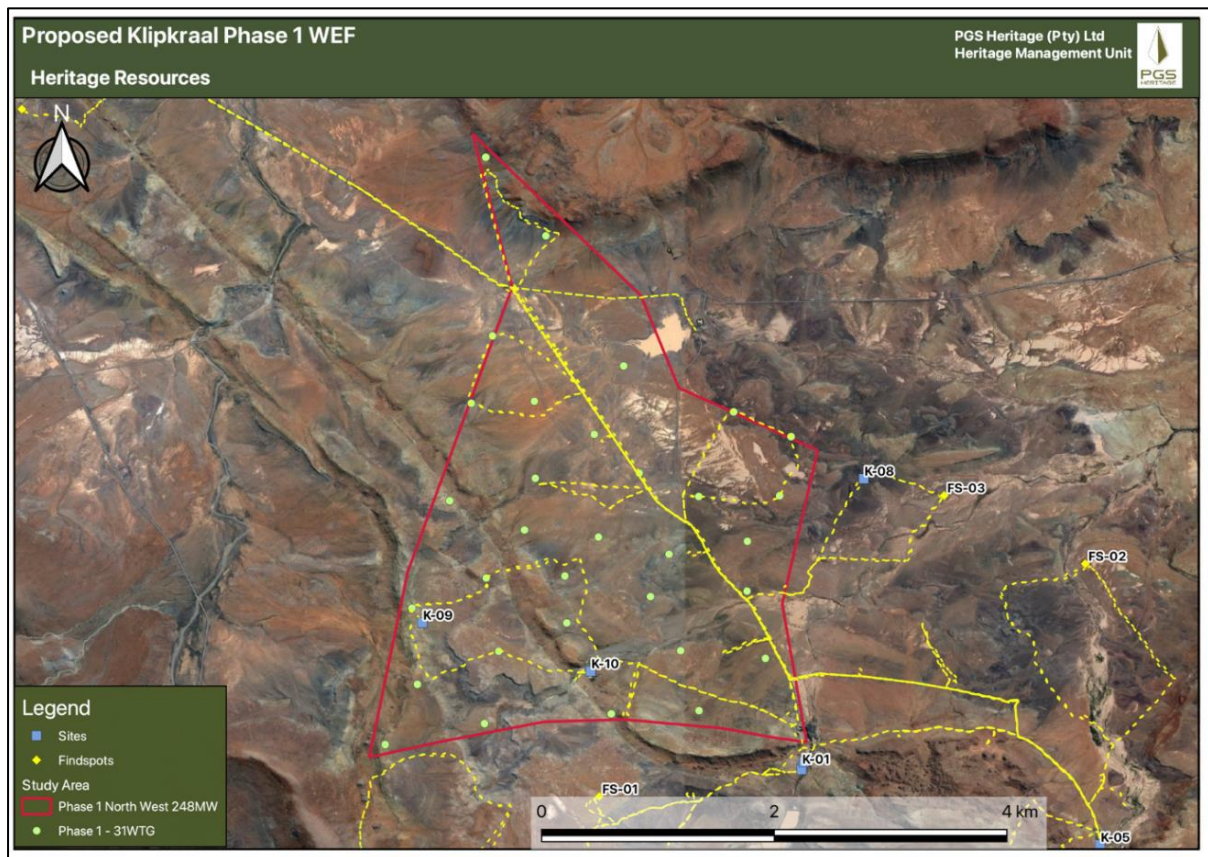 Proposed Klipkraal Phase 1 WEF
Heritage Resources
PGS Heritage (Pty) Ltd
Heritage Management Unit
PGS
HERITAGE
N
K-08
FS-03
FS-02
K-09
K-10
K-01
FS-01
K-05
Legend
Sites
Findspots
Study Area
Phase 1 North West 248MW
Phase 1 - 31WTG
0 2 4 km